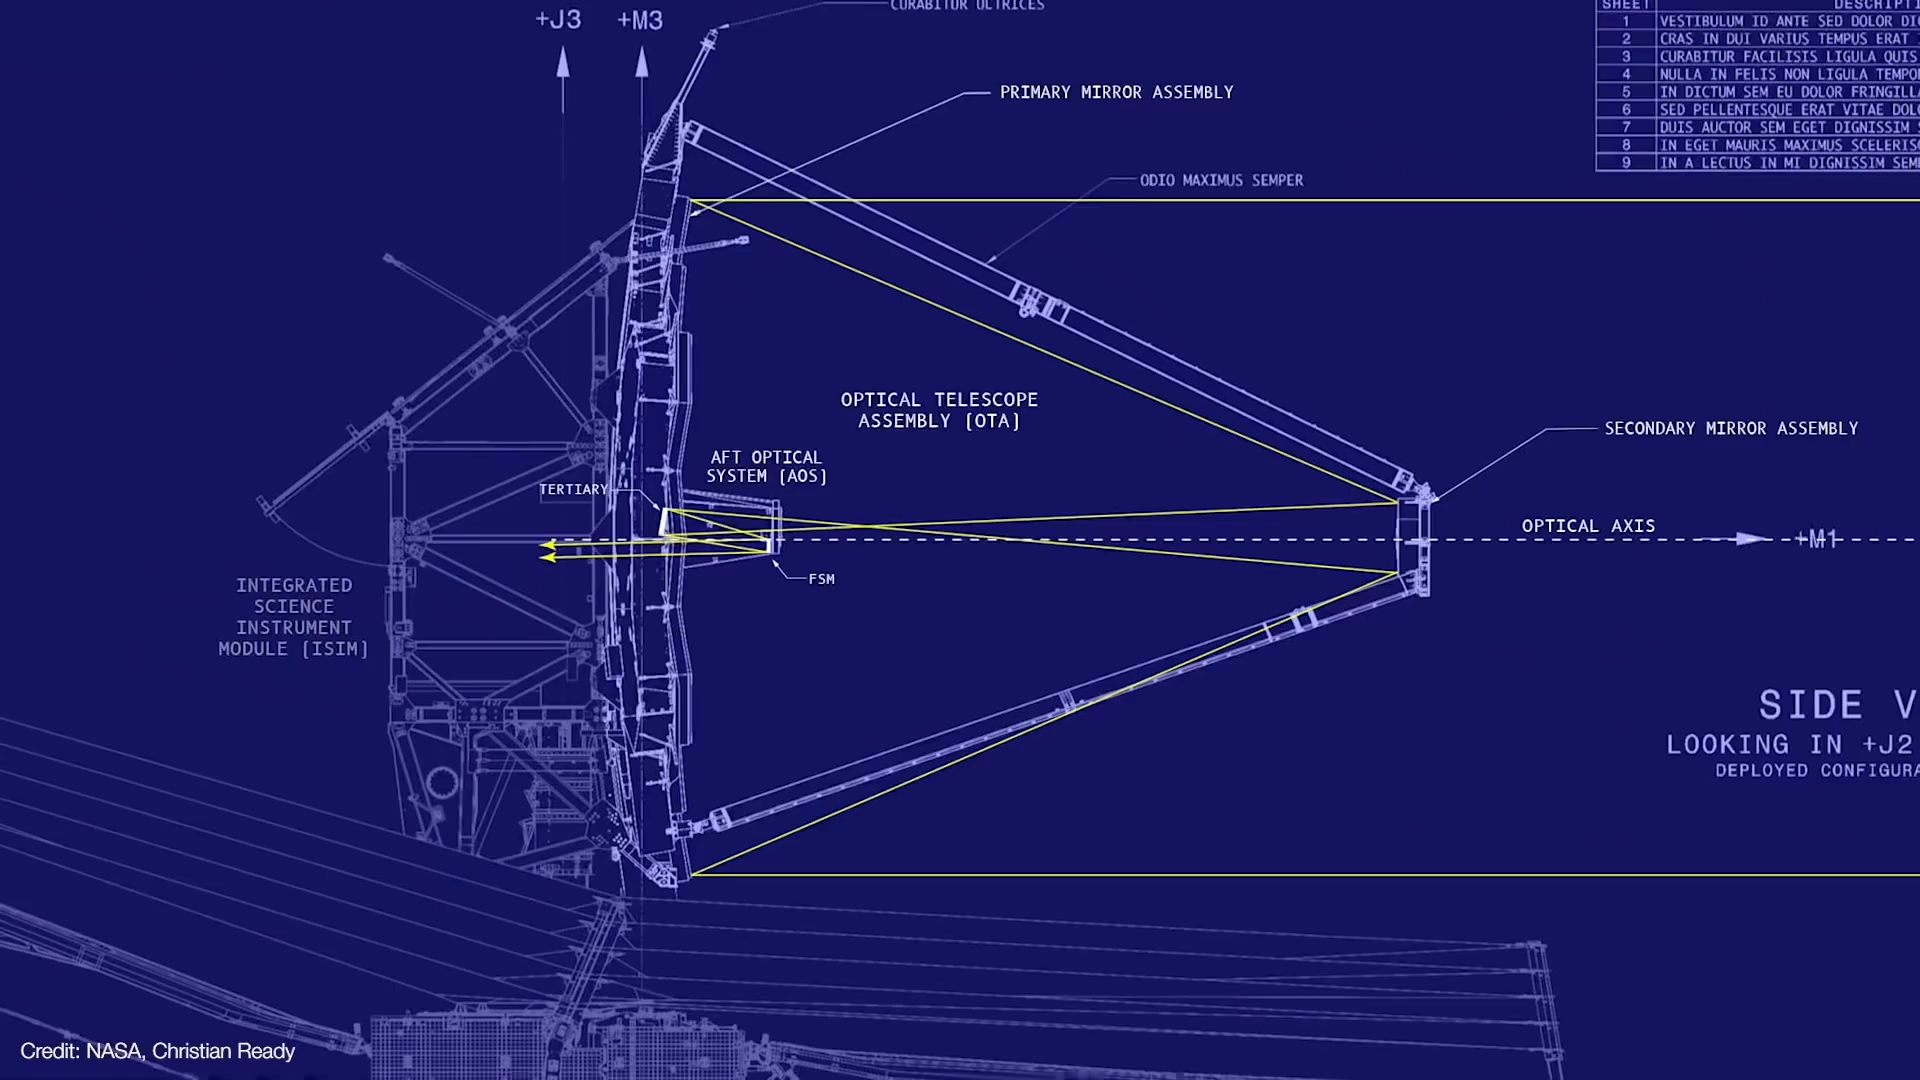 CURABITUR ULTRICES
+J3
+M3
SHEET
1 VESTIBULUM ID ANTE SED DOLOR
2 CRAS IN DUI VARIUS TEMPUS ERAT
3 CURABITUR FACILISIS LIGULA QUIS
4 NULLA IN FELIS NON LIGULA
5 IN DICTUM SEM EU DOLOR
6 SED PELLENTESQUE ERAT VITAE
7 DUIS AUCTOR SEM EGET DIGNISSIM
8 IN EGET MAURIS MAXIMUS
9 IN A LECTUS IN MI DIGNISSIM
PRIMARY MIRROR ASSEMBLY
ODIO MAXIMUS SEMPER
OPTICAL TELESCOPE
ASSEMBLY [OTA]
SECONDARY MIRROR ASSEMBLY
AFT OPTICAL
SYSTEM [AOS]
TERTIARY
OPTICAL AXIS
+M1
FSM
INTEGRATED
SCIENCE
INSTRUMENT
MODULE [ISIM]
SIDE V
LOOKING IN +J2
DEPLOYED
Credit: NASA, Christian Ready